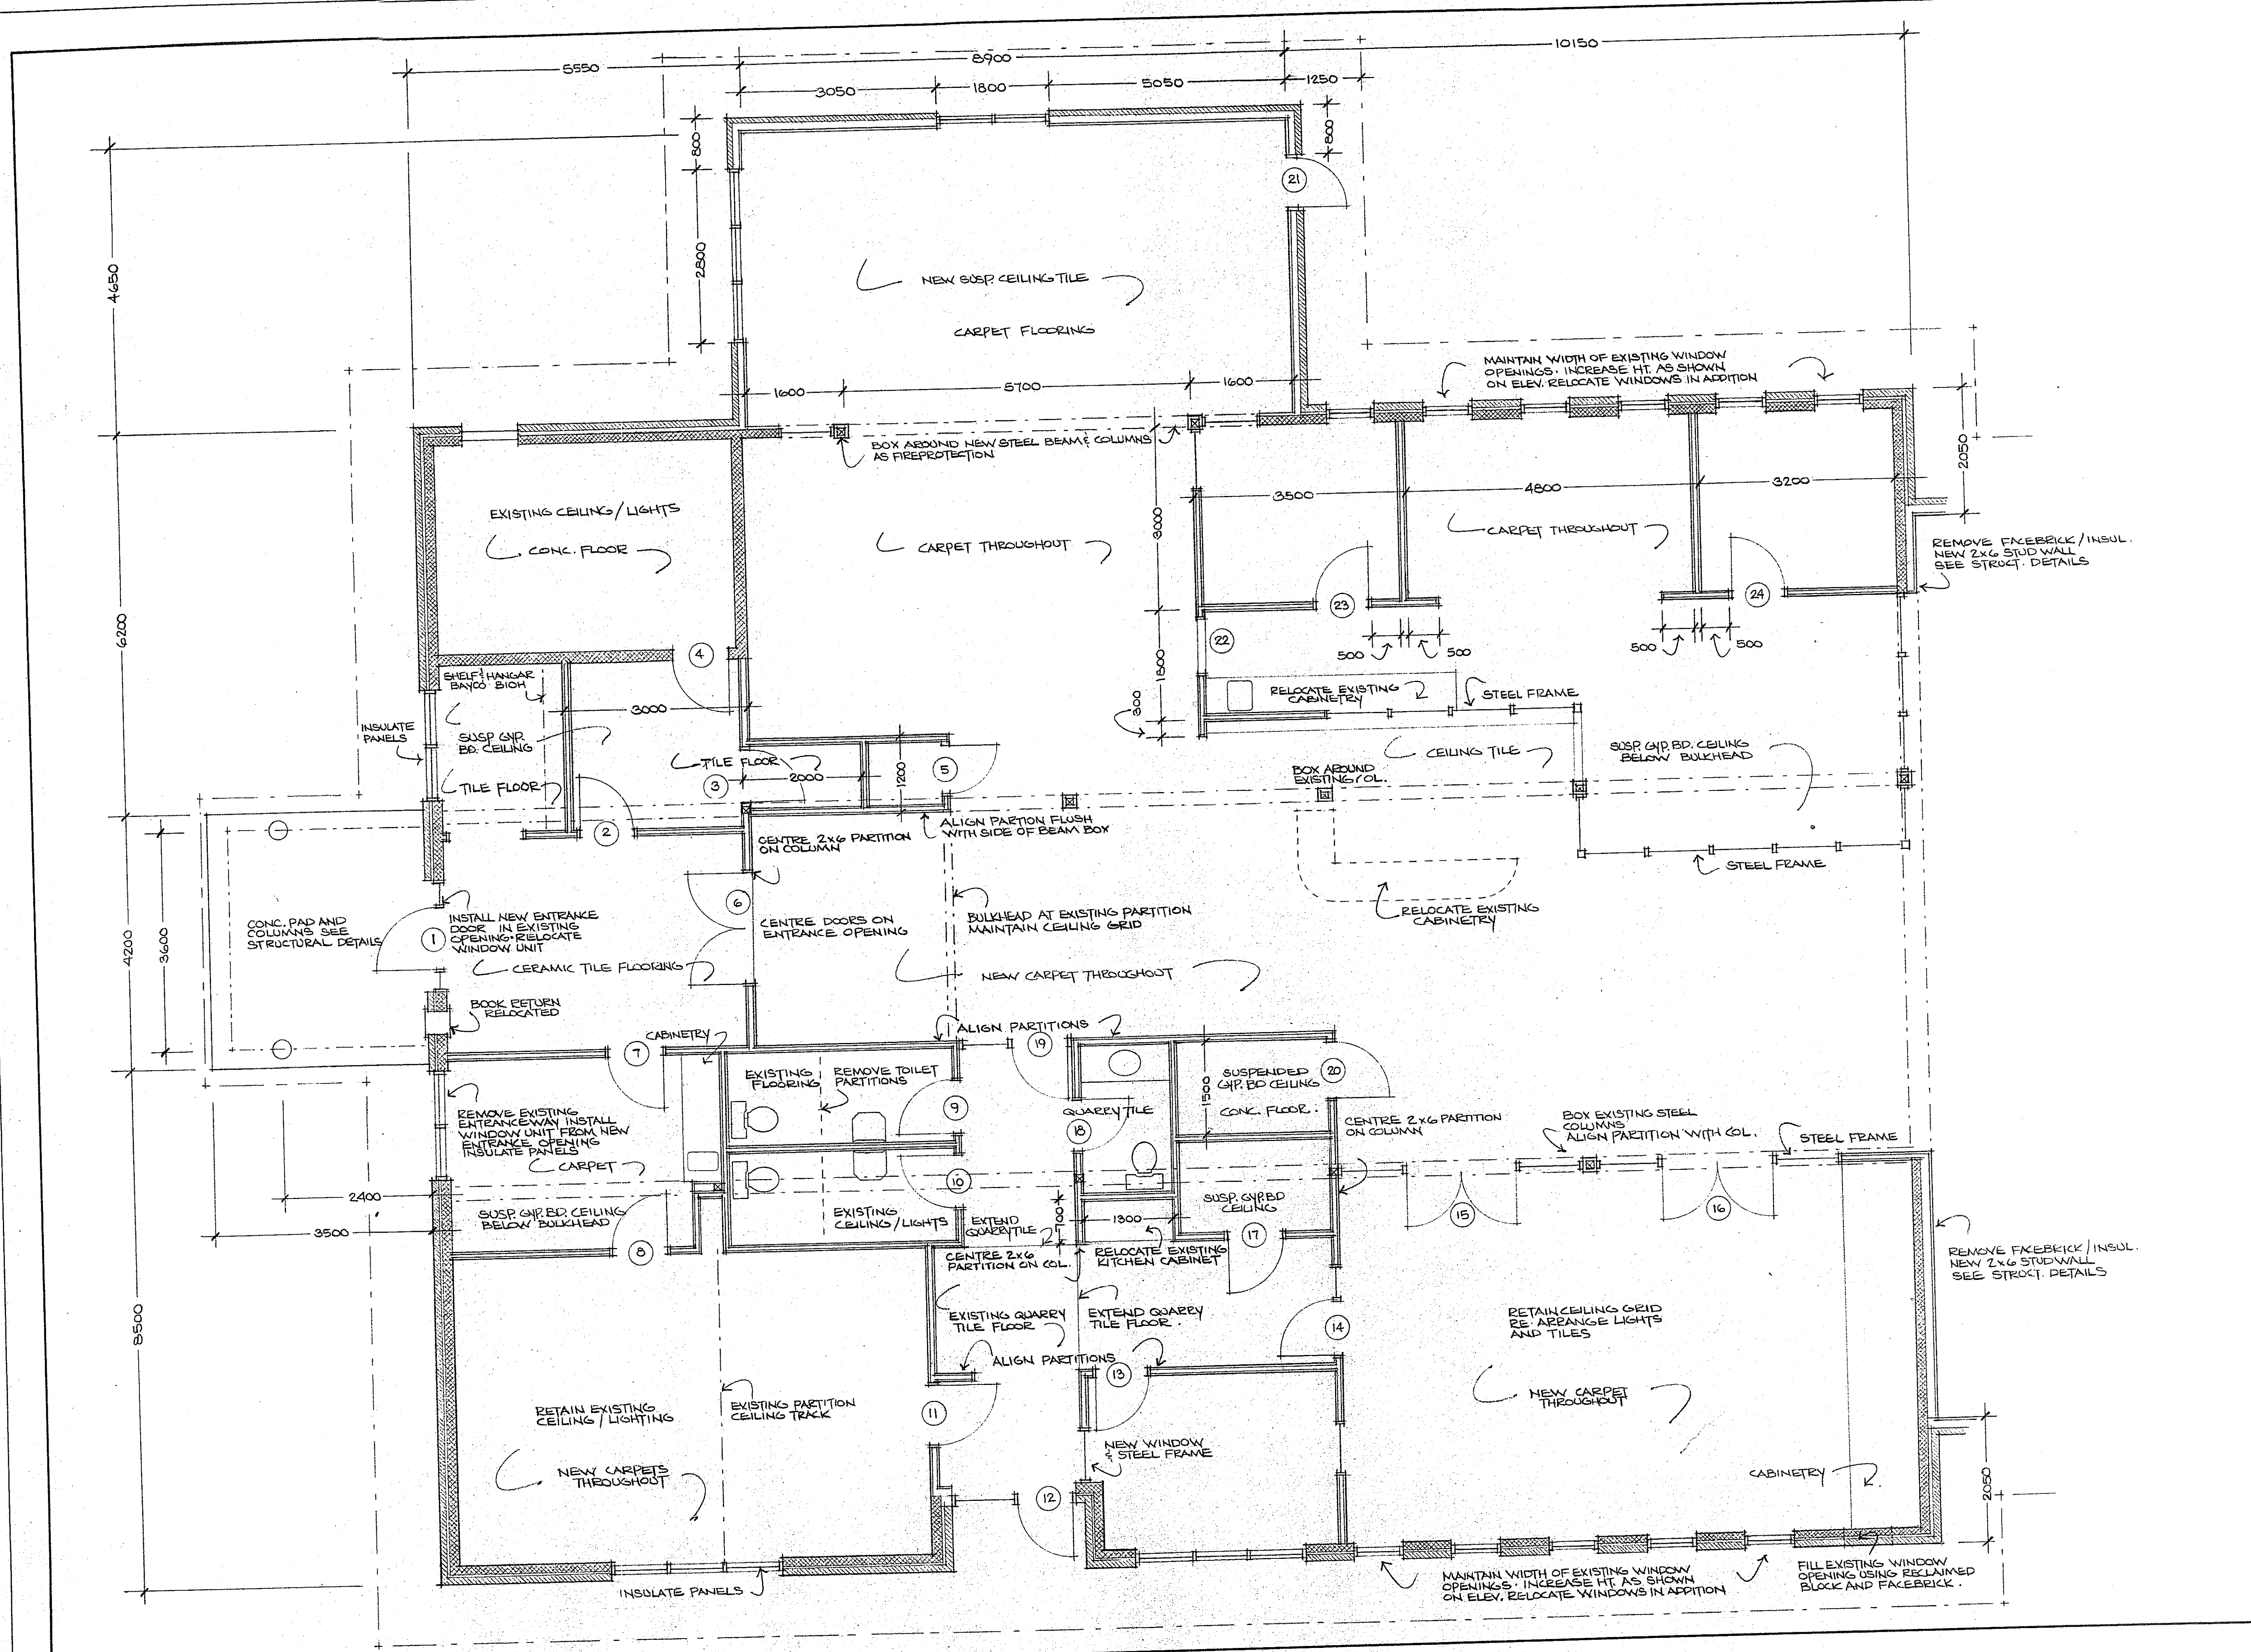 5550
8900
10150
3050
1800
5050
1250
800
800
21
4650
2800
NEW SUSP. CEILING TILE
CARPET FLOORING
MAINTAIN WIDTH OF EXISTING WINDOW
OPENINGS. INCREASE HT. AS SHOWN
ON ELEV. RELOCATE WINDOWS IN ADDITION
1600
5700
1600
BOX AROUND NEW STEEL BEAM & COLUMNS
AS FIREPROTECTION
2050
3500
4800
3200
EXISTING CEILING / LIGHTS
CONC. FLOOR
CARPET THROUGHOUT
3000
CARPET THROUGHOUT
REMOVE FACEBRICK / INSUL.
NEW 2x6 STUD WALL
SEE STRUCT. DETAILS
6200
23
24
4
22
1800
500
500
500
500
SHELF & HANGAR
BAYCO B10H
RELOCATE EXISTING
CABINETRY
STEEL FRAME
3000
800
INSULATE
PANELS
SUSP. GYP.
BD. CEILING
TILE FLOOR
3
2000
1200
5
CEILING TILE
SUSP. GYP. BD. CEILING
BELOW BULKHEAD
BOX AROUND
EXISTING COL.
TILE FLOOR
2
CENTRE 2x6 PARTITION
ON COLUMN
ALIGN PARTION FLUSH
WITH SIDE OF BEAM BOX
STEEL FRAME
4200
3600
CONC. PAD AND
COLUMNS SEE
STRUCTURAL DETAILS
1
INSTALL NEW ENTRANCE
DOOR IN EXISTING
OPENING. RELOCATE
WINDOW UNIT
6
CENTRE DOORS ON
ENTRANCE OPENING
BULKHEAD AT EXISTING PARTITION
MAINTAIN CEILING GRID
RELOCATE EXISTING
CABINETRY
CERAMIC TILE FLOORING
NEW CARPET THROUGHOUT
BOOK RETURN
RELOCATED
CABINETRY
7
ALIGN PARTITIONS
19
EXISTING
FLOORING
REMOVE TOILET
PARTITIONS
1500
SUSPENDED
GYP. BD CEILING
20
9
QUARRY TILE
CONC. FLOOR.
18
CENTRE 2x6 PARTITION
ON COLUMN
BOX EXISTING STEEL
COLUMNS
ALIGN PARTITION WITH COL.
STEEL FRAME
REMOVE EXISTING
ENTRANCEWAY INSTALL
WINDOW UNIT FROM NEW
ENTRANCE OPENING
INSULATE PANELS
CARPET
2400
10
SUSP. GYP. BD. CEILING
BELOW BULKHEAD
EXISTING
CEILING / LIGHTS
EXTEND
QUARRYTILE
1300
SUSP. GYP. BD
CEILING
15
16
3500
8
17
CENTRE 2x6
PARTITION ON COL.
RELOCATE EXISTING
KITCHEN CABINET
REMOVE FACEBRICK / INSUL.
NEW 2x6 STUD WALL
SEE STRUCT. DETAILS
8500
EXISTING QUARRY
TILE FLOOR
EXTEND QUARRY
TILE FLOOR.
14
RETAIN CEILING GRID
RE-ARRANGE LIGHTS
AND TILES
ALIGN PARTITIONS
13
NEW CARPET
THROUGHOUT
RETAIN EXISTING
CEILING / LIGHTING
EXISTING PARTITION
CEILING TRACK
11
NEW WINDOW
& STEEL FRAME
NEW CARPETS
THROUGHOUT
CABINETRY
12
2050
INSULATE PANELS
MAINTAIN WIDTH OF EXISTING WINDOW
OPENINGS. INCREASE HT. AS SHOWN
ON ELEV. RELOCATE WINDOWS IN ADDITION
FILL EXISTING WINDOW
OPENING USING RECLAIMED
BLOCK AND FACEBRICK.